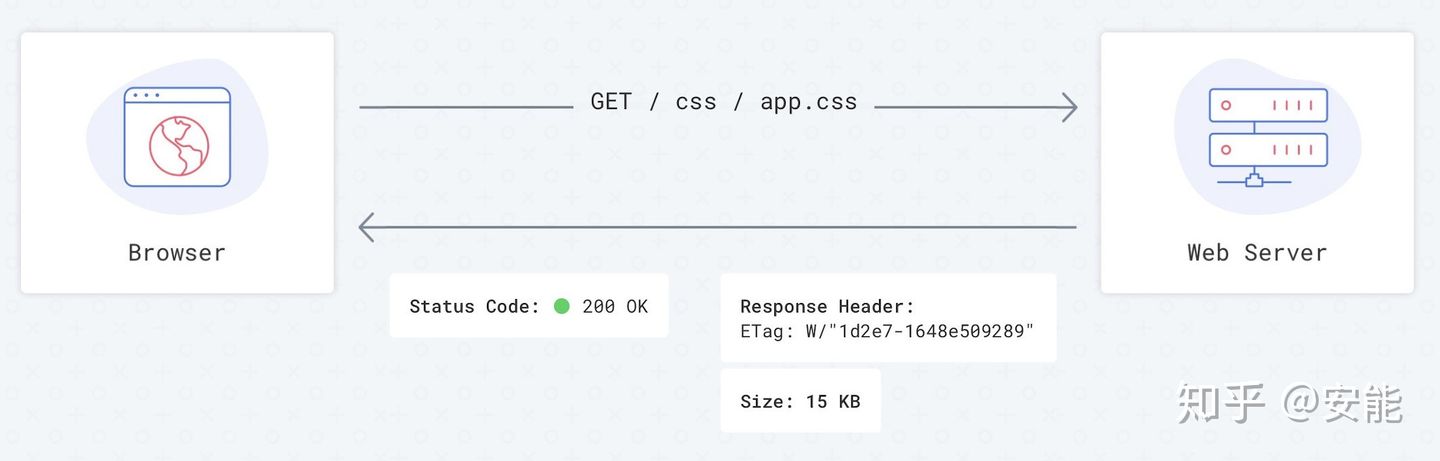 GET / css / app.css
Browser
Web Server
Status Code: 200 OK
Response Header:
ETag: W/"1d2e7-1648e509289"
Size: 15 KB
知乎 @安能